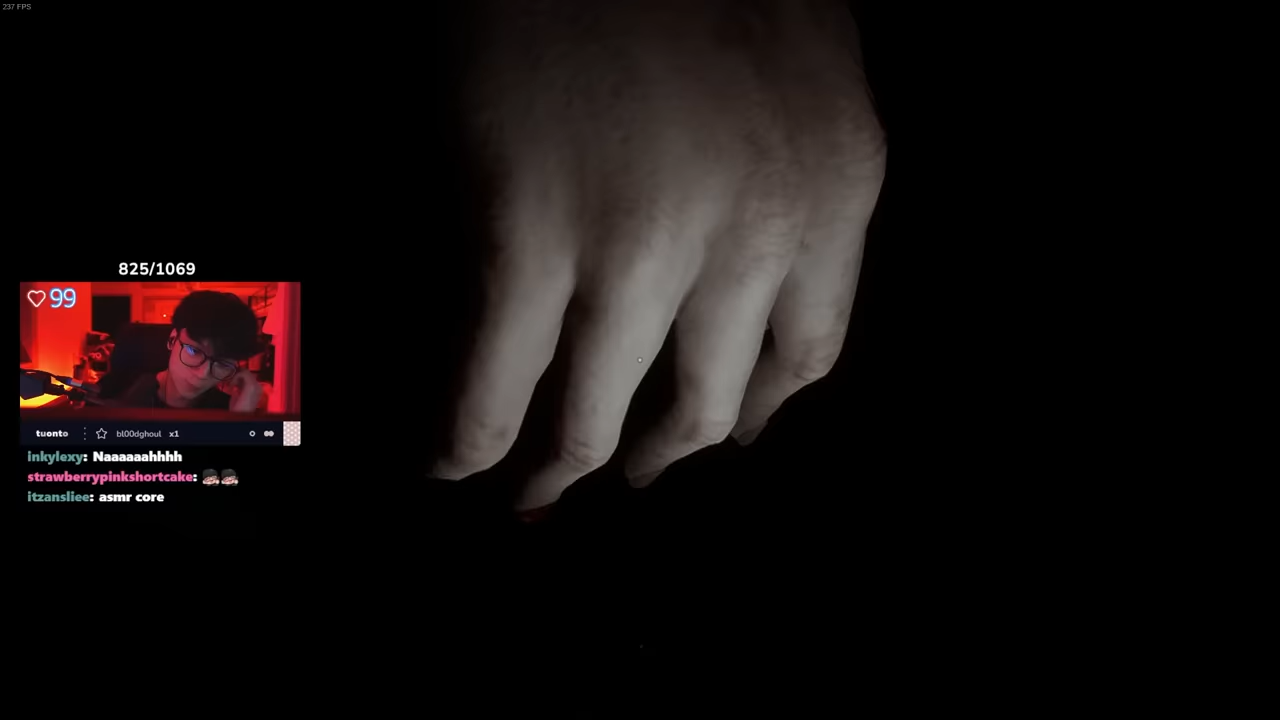 237 FPS
825/1069
99
tuonto bl00dghoul x1
inkylexy: Naaaaaahhhh
strawberrypinkshortcake:
itzansliee: asmr core